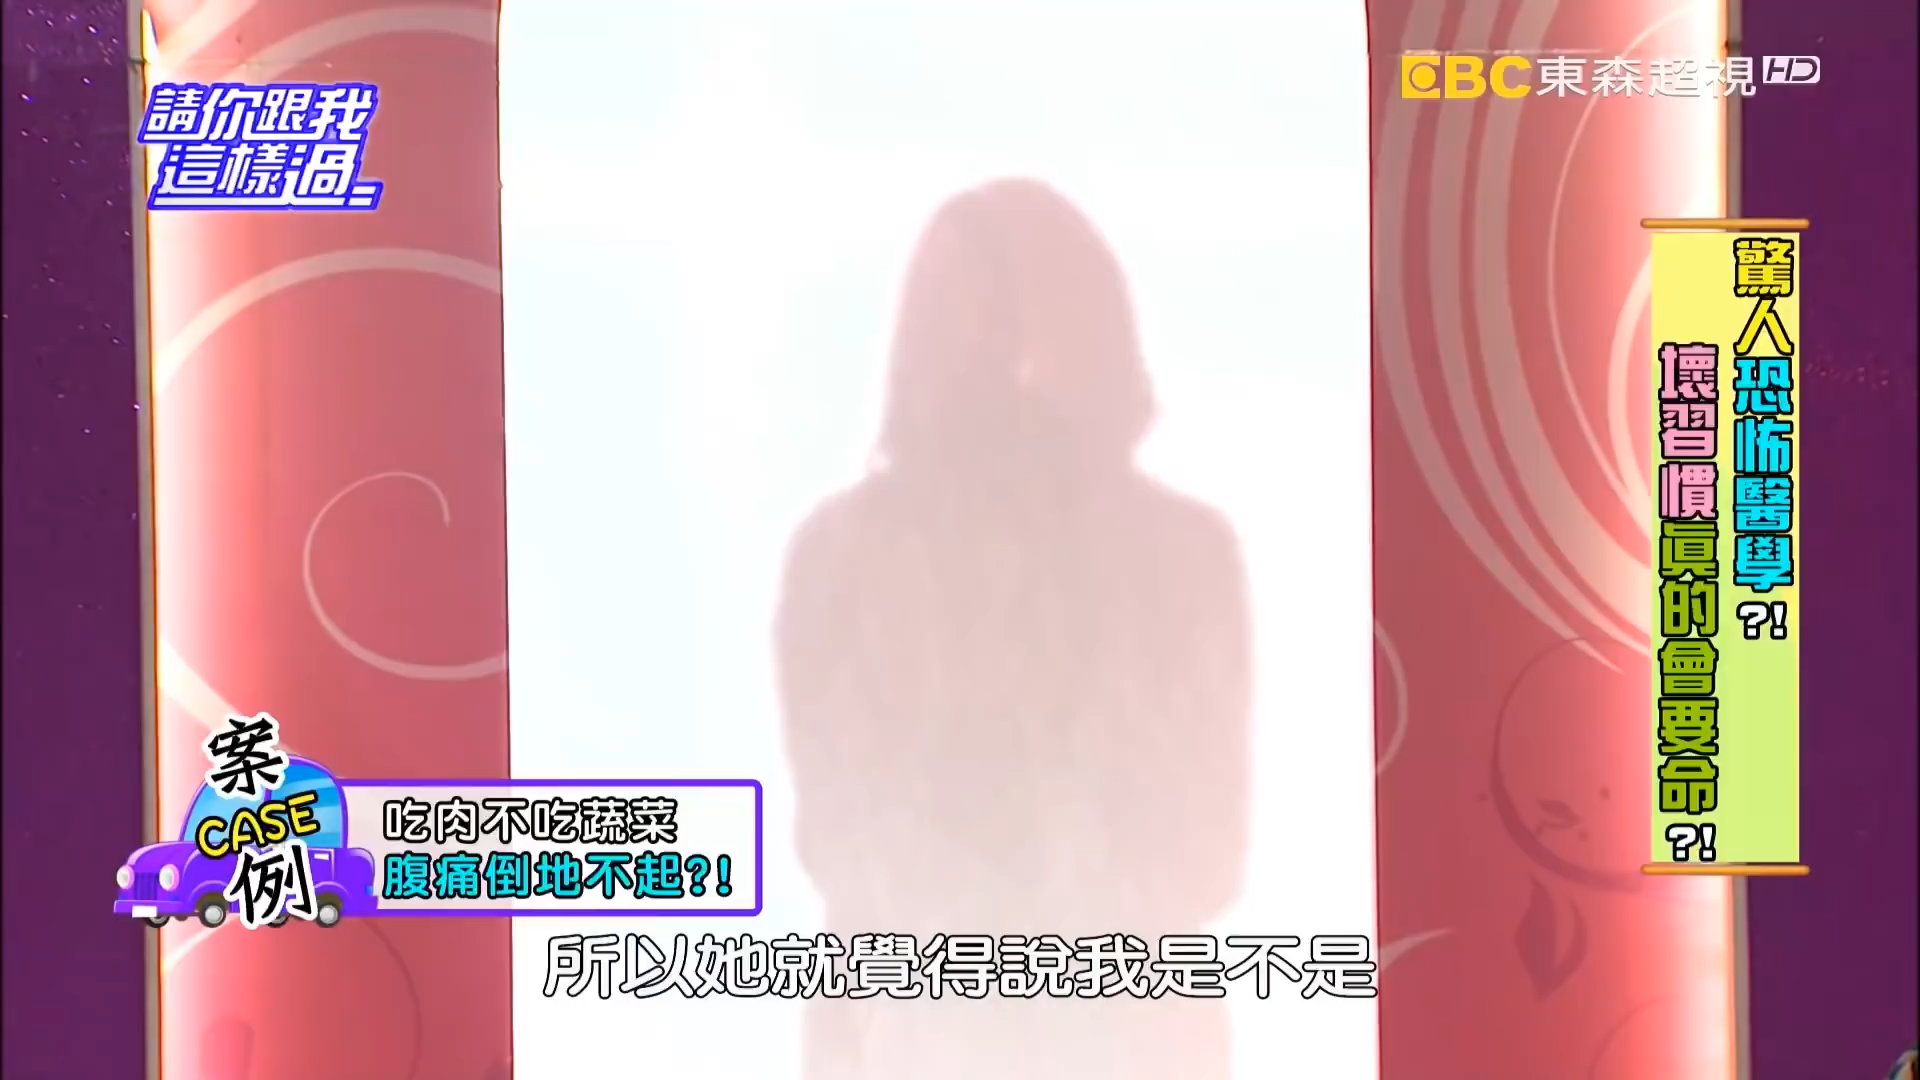 請你跟我
這樣過
EBC東森超視HD
驚人恐怖醫學?!
壞習慣真的會要命?!
案
CASE
例
吃肉不吃蔬菜
腹痛倒地不起?!
所以她就覺得說我是不是